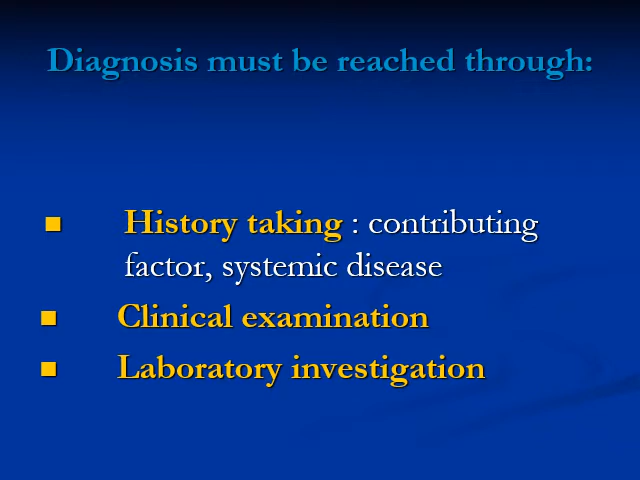 Diagnosis must be reached through:
■ History taking : contributing
factor, systemic disease
■ Clinical examination
■ Laboratory investigation